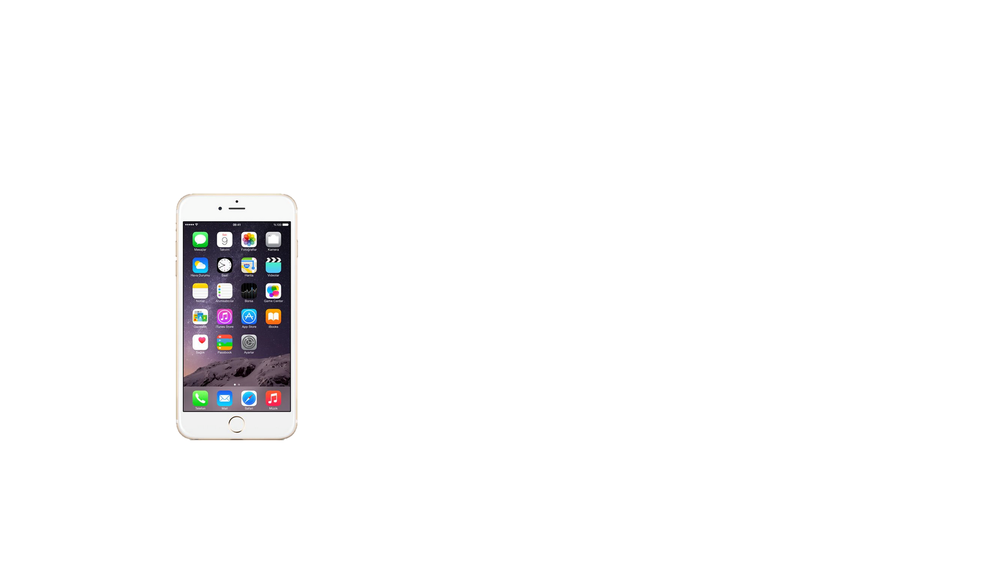 09:41 %100
Salı
9
Mesajlar Takvim Fotoğraflar Kamera
Hava Durumu Saat Harita Videolar
Notlar Anımsatıcılar Borsa Game Center
Gazetelik iTunes Store App Store iBooks
Sağlık Passbook Ayarlar
Telefon Mail Safari Müzik